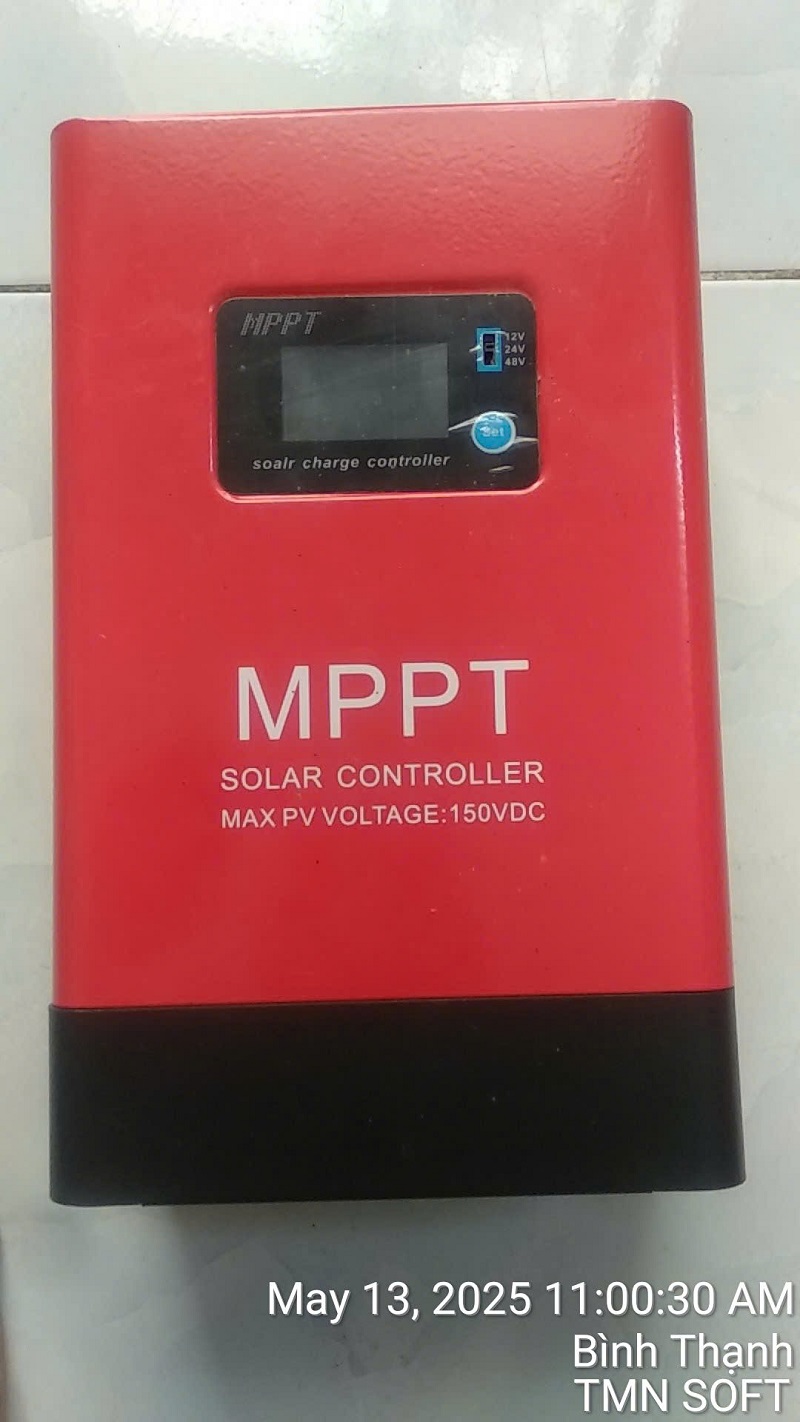 MPPT
12V
24V
48V
Set
soalr charge controller
MPPT
SOLAR CONTROLLER
MAX PV VOLTAGE:150VDC
May 13, 2025 11:00:30 AM
Bình Thạnh
TMN SOFT